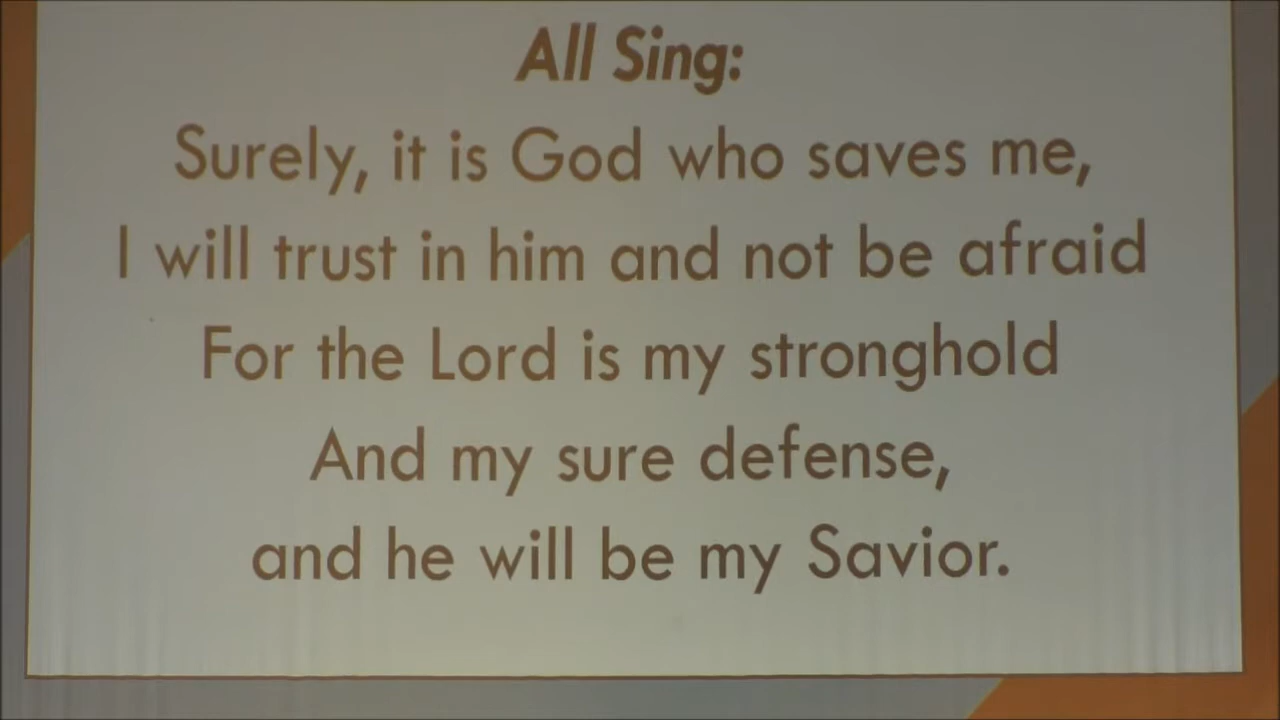 All Sing:
Surely, it is God who saves me,
I will trust in him and not be afraid
For the Lord is my stronghold
And my sure defense,
and he will be my Savior.